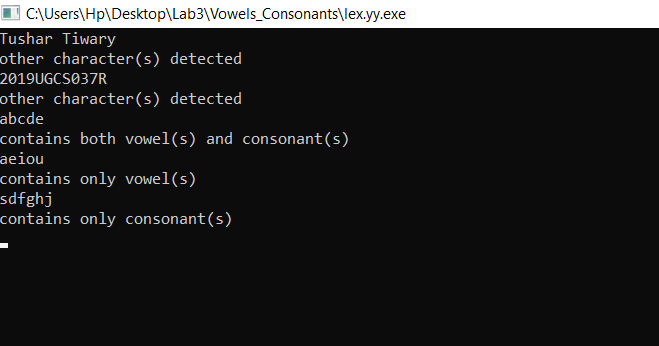 C:\Users\Hp\Desktop\Lab3\Vowels_Consonants\lex.yy.exe
Tushar Tiwary
other character(s) detected
2019UGCS037R
other character(s) detected
abcde
contains both vowel(s) and consonant(s)
aeiou
contains only vowel(s)
sdfghj
contains only consonant(s)